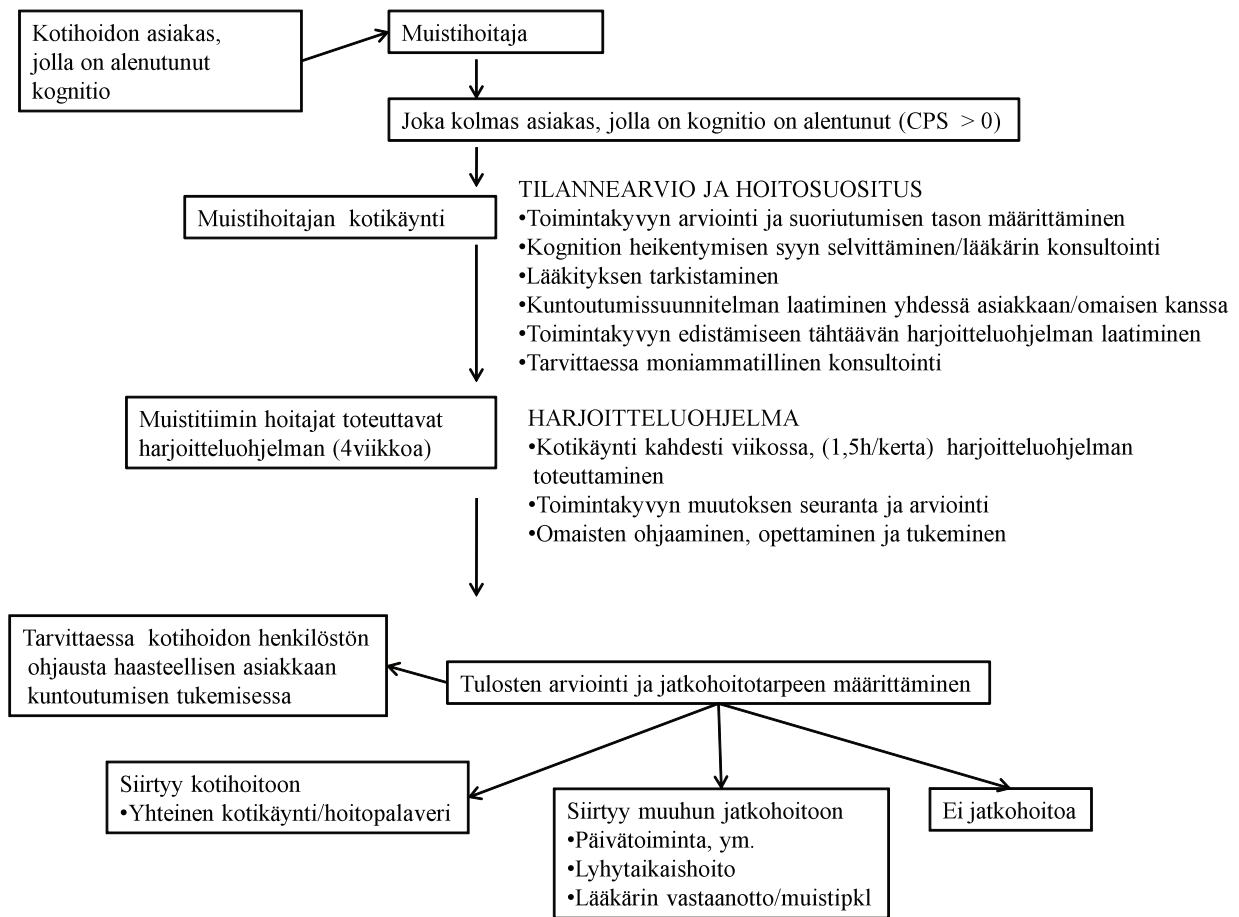 Kotihoidon asiakas,
jolla on alenutunut
kognitio
Muistihoitaja
Joka kolmas asiakas, jolla on kognitio on alentunut (CPS > 0)
Muistihoitajan kotikäynti
TILANNEARVIO JA HOITOSUOSITUS
•Toimintakyvyn arviointi ja suoriutumisen tason määrittäminen
•Kognition heikentymisen syyn selvittäminen/lääkärin konsultointi
•Lääkityksen tarkistaminen
•Kuntoutumissuunnitelman laatiminen yhdessä asiakkaan/omaisen kanssa
•Toimintakyvyn edistämiseen tähtäävän harjoitteluohjelman laatiminen
•Tarvittaessa moniammatillinen konsultointi
Muistitiimin hoitajat toteuttavat
harjoitteluohjelman (4viikkoa)
HARJOITTELUOHJELMA
•Kotikäynti kahdesti viikossa, (1,5h/kerta) harjoitteluohjelman
toteuttaminen
•Toimintakyvyn muutoksen seuranta ja arviointi
•Omaisten ohjaaminen, opettaminen ja tukeminen
Tarvittaessa kotihoidon henkilöstön
ohjausta haasteellisen asiakkaan
kuntoutumisen tukemisessa
Tulosten arviointi ja jatkohoitotarpeen määrittäminen
Siirtyy kotihoitoon
•Yhteinen kotikäynti/hoitopalaveri
Siirtyy muuhun jatkohoitoon
•Päivätoiminta, ym.
•Lyhytaikaishoito
•Lääkärin vastaanotto/muistipkl
Ei jatkohoitoa